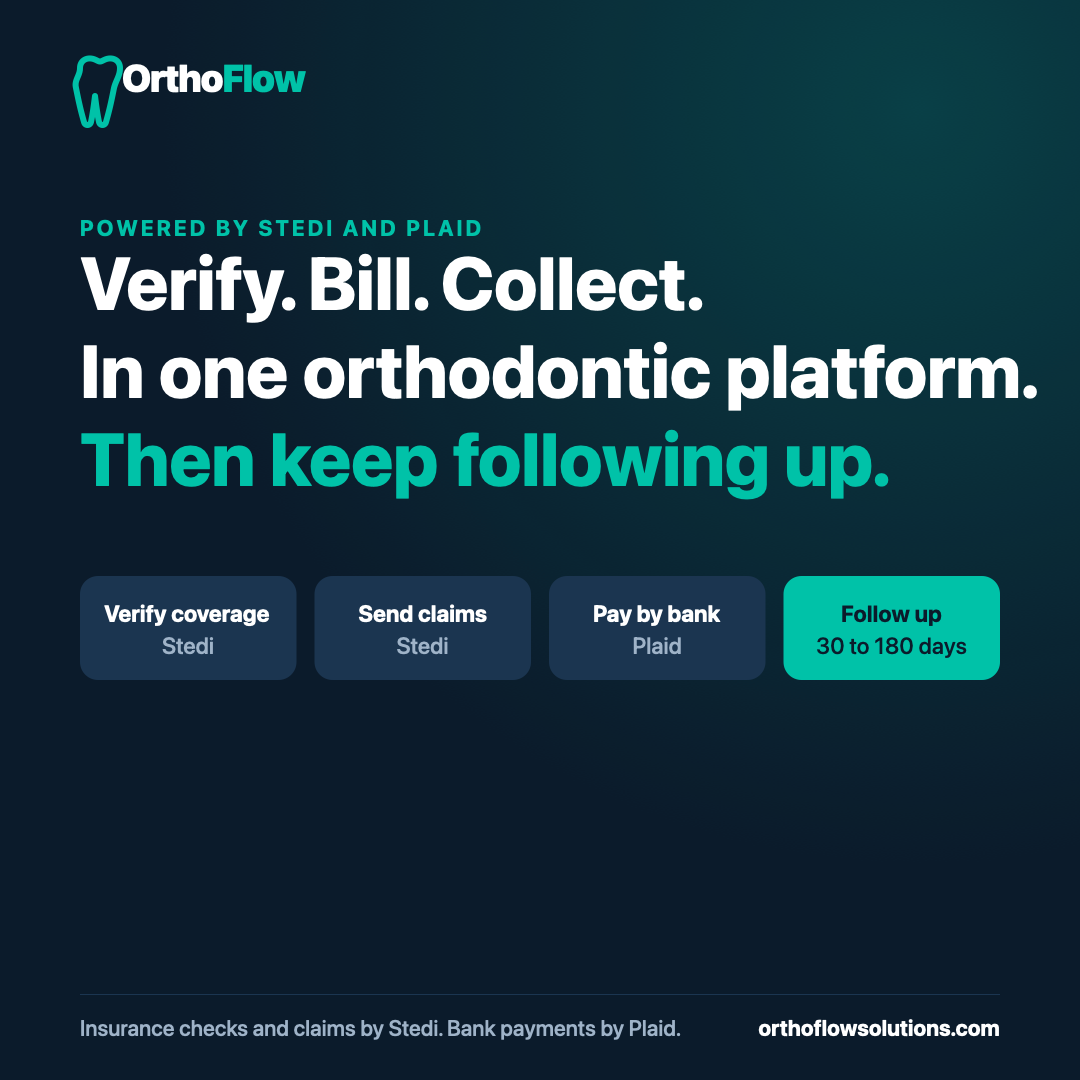 OrthoFlow
POWERED BY STEDI AND PLAID
Verify. Bill. Collect.
In one orthodontic platform.
Then keep following up.
Verify coverage
Stedi
Send claims
Stedi
Pay by bank
Plaid
Follow up
30 to 180 days
Insurance checks and claims by Stedi. Bank payments by Plaid.
orthoflowsolutions.com